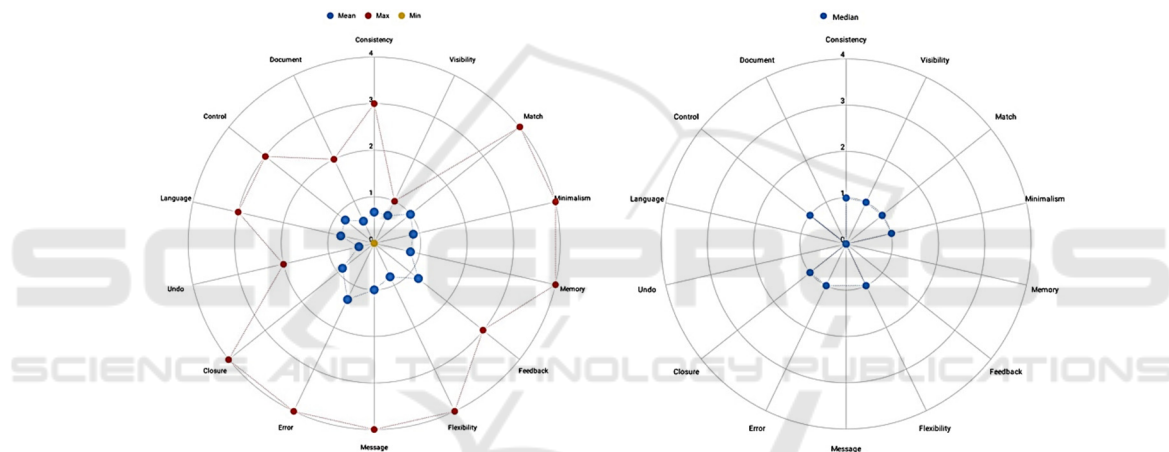 Mean Max Min
Consistency
Visibility
Match
Minimalism
Memory
Feedback
Flexibility
Message
Error
Closure
Undo
Language
Control
Document
4
3
2
1
0
Median
Consistency
Visibility
Match
Minimalism
Memory
Feedback
Flexibility
Message
Error
Closure
Undo
Language
Control
Document
4
3
2
1
0
SCITEPRESS
SCIENCE AND TECHNOLOGY PUBLICATIONS